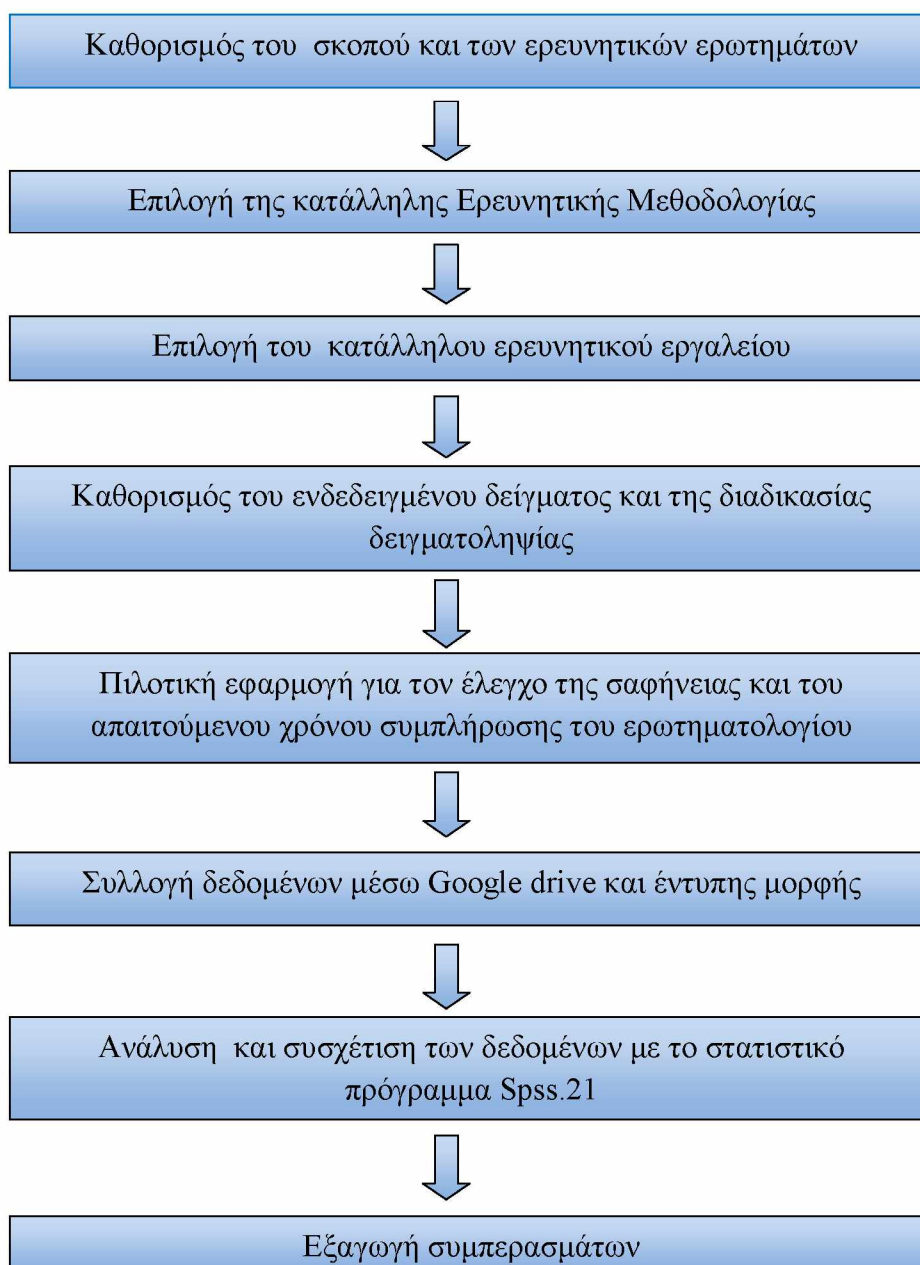 Καθορισμός του σκοπού και των ερευνητικών ερωτημάτων
Επιλογή της κατάλληλης Ερευνητικής Μεθοδολογίας
Επιλογή του κατάλληλου ερευνητικού εργαλείου
Καθορισμός του ενδεδειγμένου δείγματος και της διαδικασίας
δειγματοληψίας
Πιλοτική εφαρμογή για τον έλεγχο της σαφήνειας και του
απαιτούμενου χρόνου συμπλήρωσης του ερωτηματολογίου
Συλλογή δεδομένων μέσω Google drive και έντυπης μορφής
Ανάλυση και συσχέτιση των δεδομένων με το στατιστικό
πρόγραμμα Spss.21
Εξαγωγή συμπερασμάτων